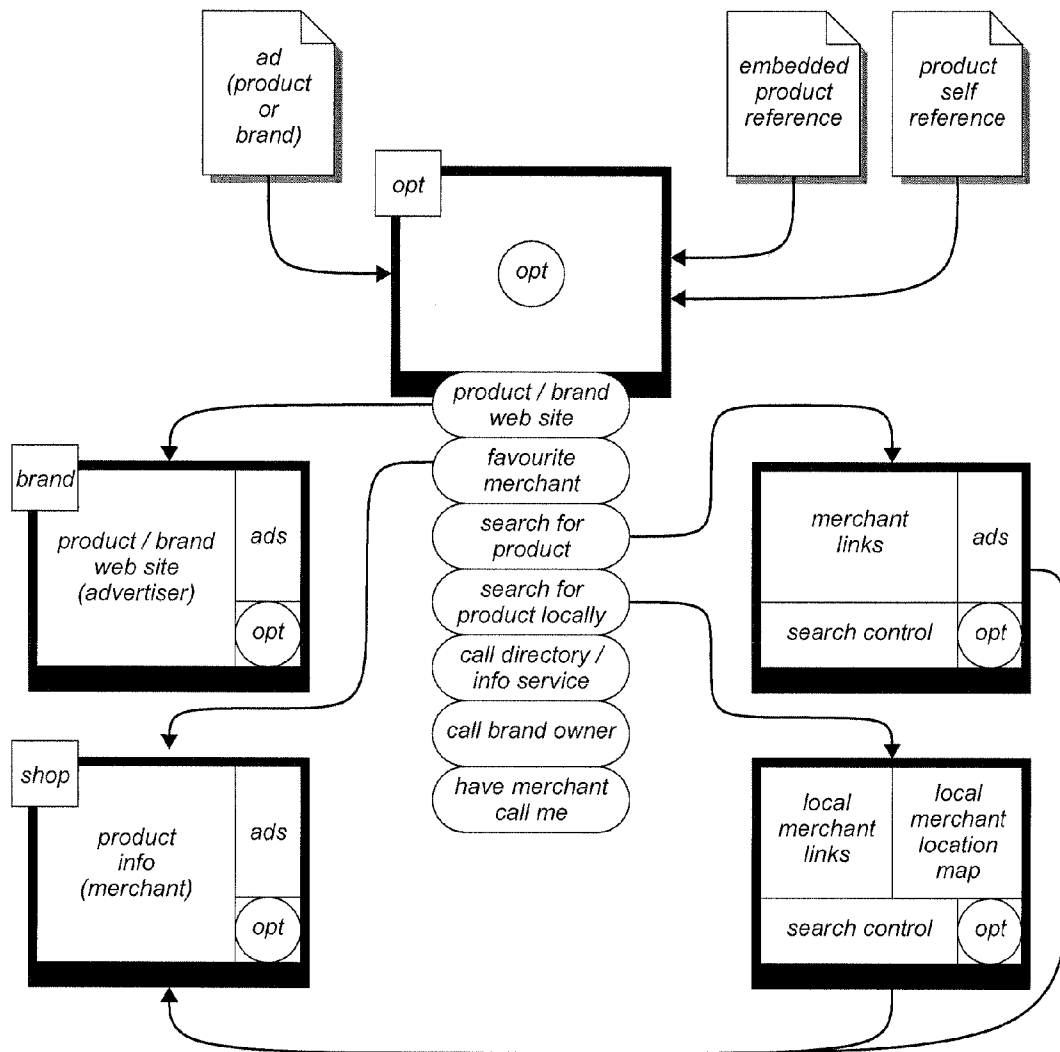 ad
(product
or
brand)
embedded
product
reference
product
self
reference
opt
opt
product / brand
web site
favourite
merchant
search for
product
search for
product locally
call directory /
info service
call brand owner
have merchant
call me
brand
product / brand
web site
(advertiser)
ads
opt
merchant
links
ads
search control
opt
shop
product
info
(merchant)
ads
opt
local
merchant
links
local
merchant
location
map
search control
opt